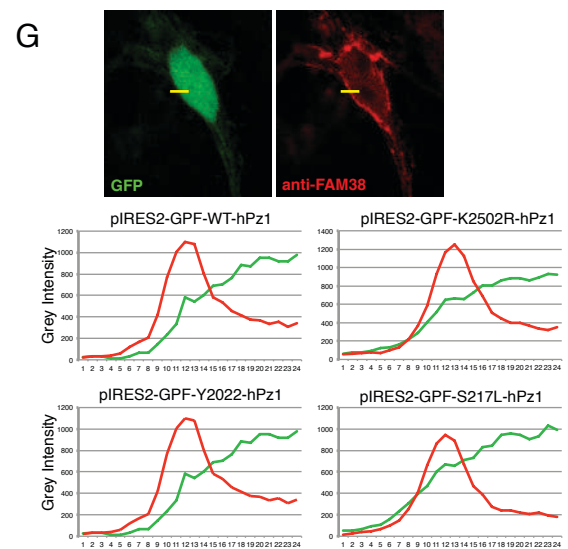 G
GFP
anti-FAM38
pIRES2-GPF-WT-hPz1
Grey Intensity
1200
1000
800
600
400
200
0
1 2 3 4 5 6 7 8 9 10 11 12 13 14 15 16 17 18 19 20 21 22 23 24
pIRES2-GPF-K2502R-hPz1
1400
1200
1000
800
600
400
200
0
1 2 3 4 5 6 7 8 9 10 11 12 13 14 15 16 17 18 19 20 21 22 23 24
pIRES2-GPF-Y2022-hPz1
Grey Intensity
1200
1000
800
600
400
200
0
1 2 3 4 5 6 7 8 9 10 11 12 13 14 15 16 17 18 19 20 21 22 23 24
pIRES2-GPF-S217L-hPz1
1200
1000
800
600
400
200
0
1 2 3 4 5 6 7 8 9 10 11 12 13 14 15 16 17 18 19 20 21 22 23 24